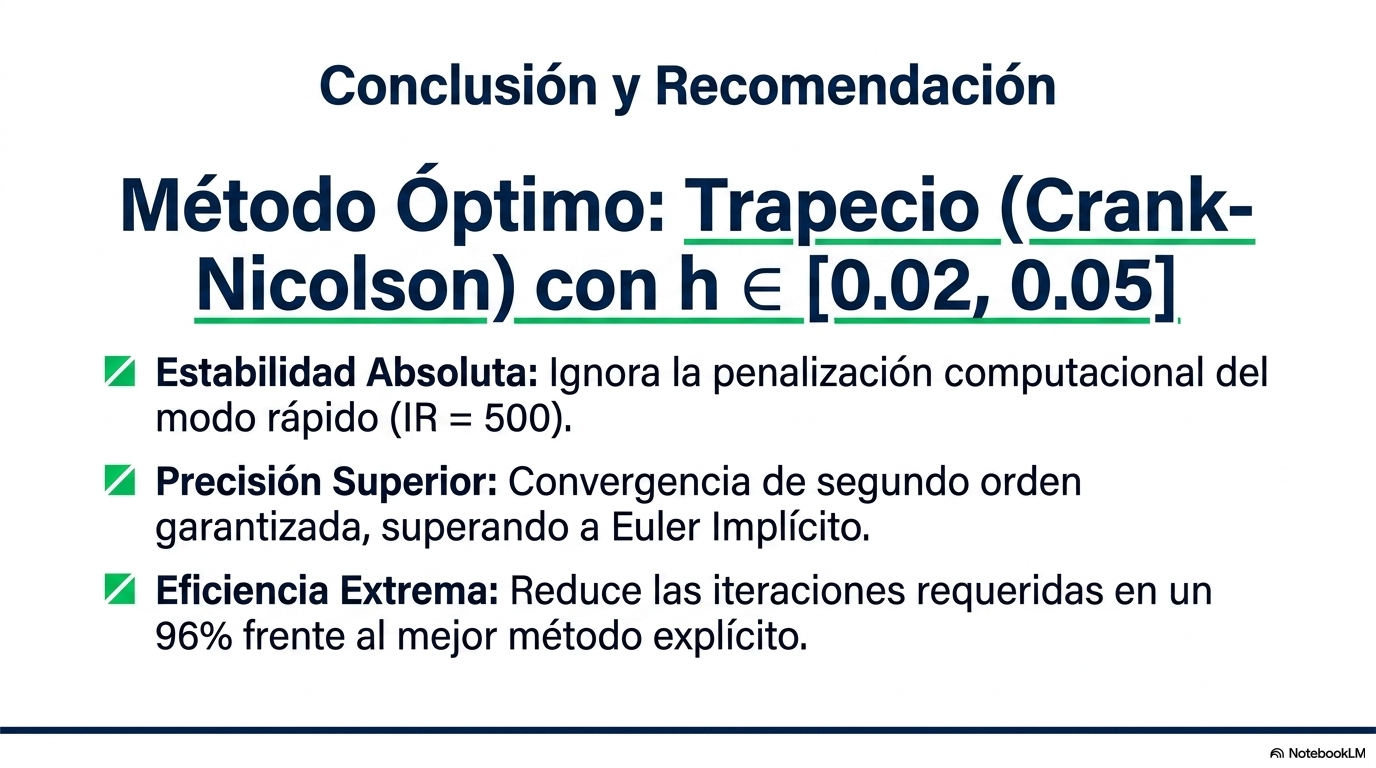 Conclusión y Recomendación
Método Óptimo: Trapecio (Crank-
Nicolson) con h ∈ [0.02, 0.05]
Estabilidad Absoluta: Ignora la penalización computacional del
modo rápido (IR = 500).
Precisión Superior: Convergencia de segundo orden
garantizada, superando a Euler Implícito.
Eficiencia Extrema: Reduce las iteraciones requeridas en un
96% frente al mejor método explícito.
NotebookLM